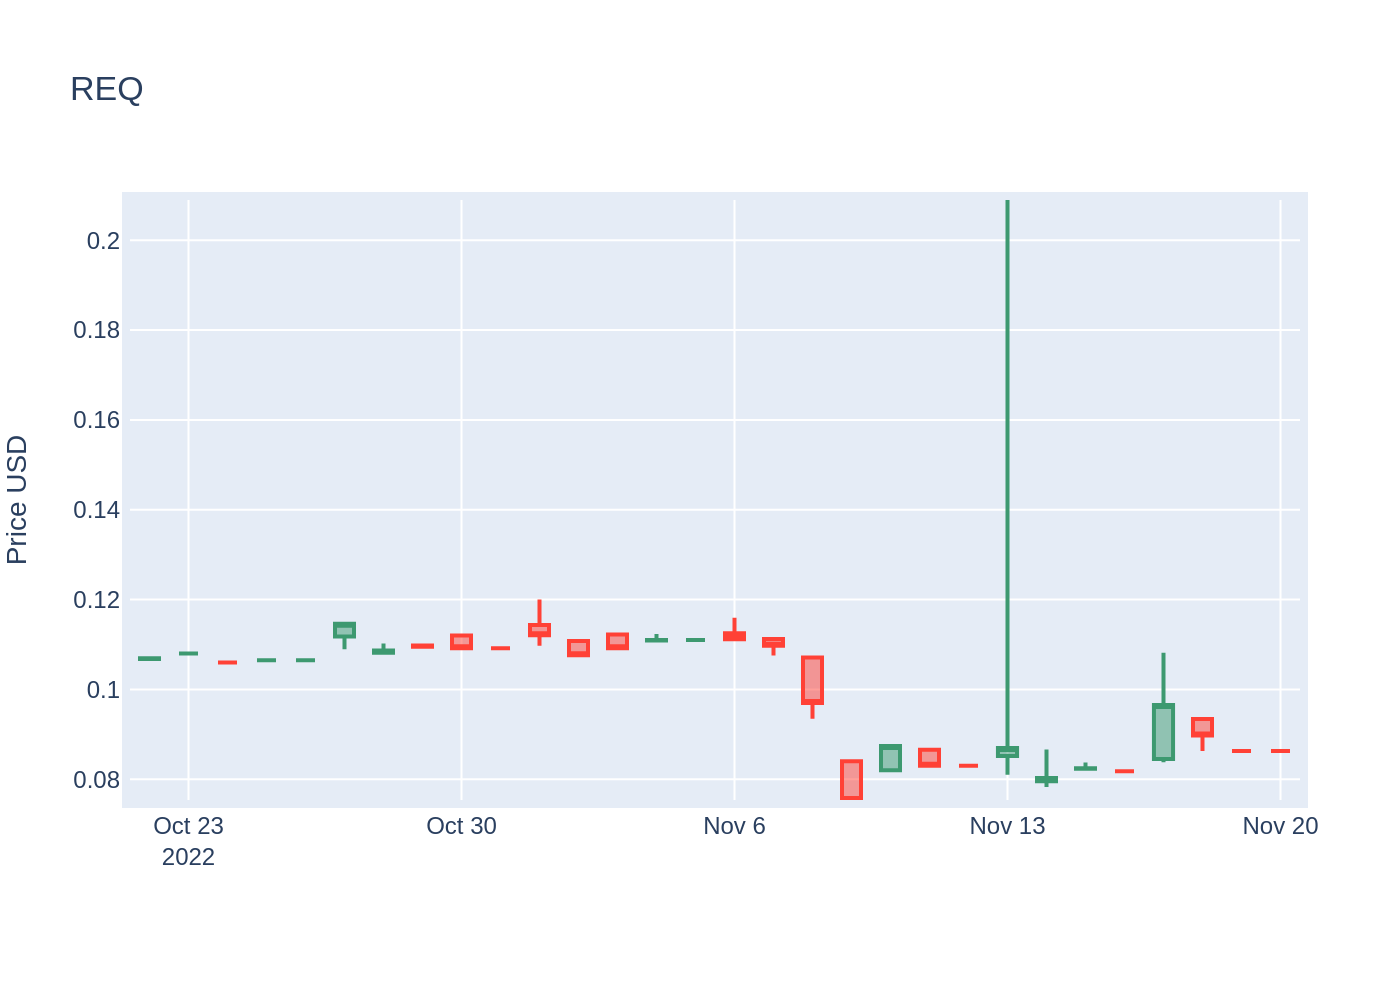 REQ
Price USD
0.2
0.18
0.16
0.14
0.12
0.1
0.08
Oct 23
2022
Oct 30
Nov 6
Nov 13
Nov 20